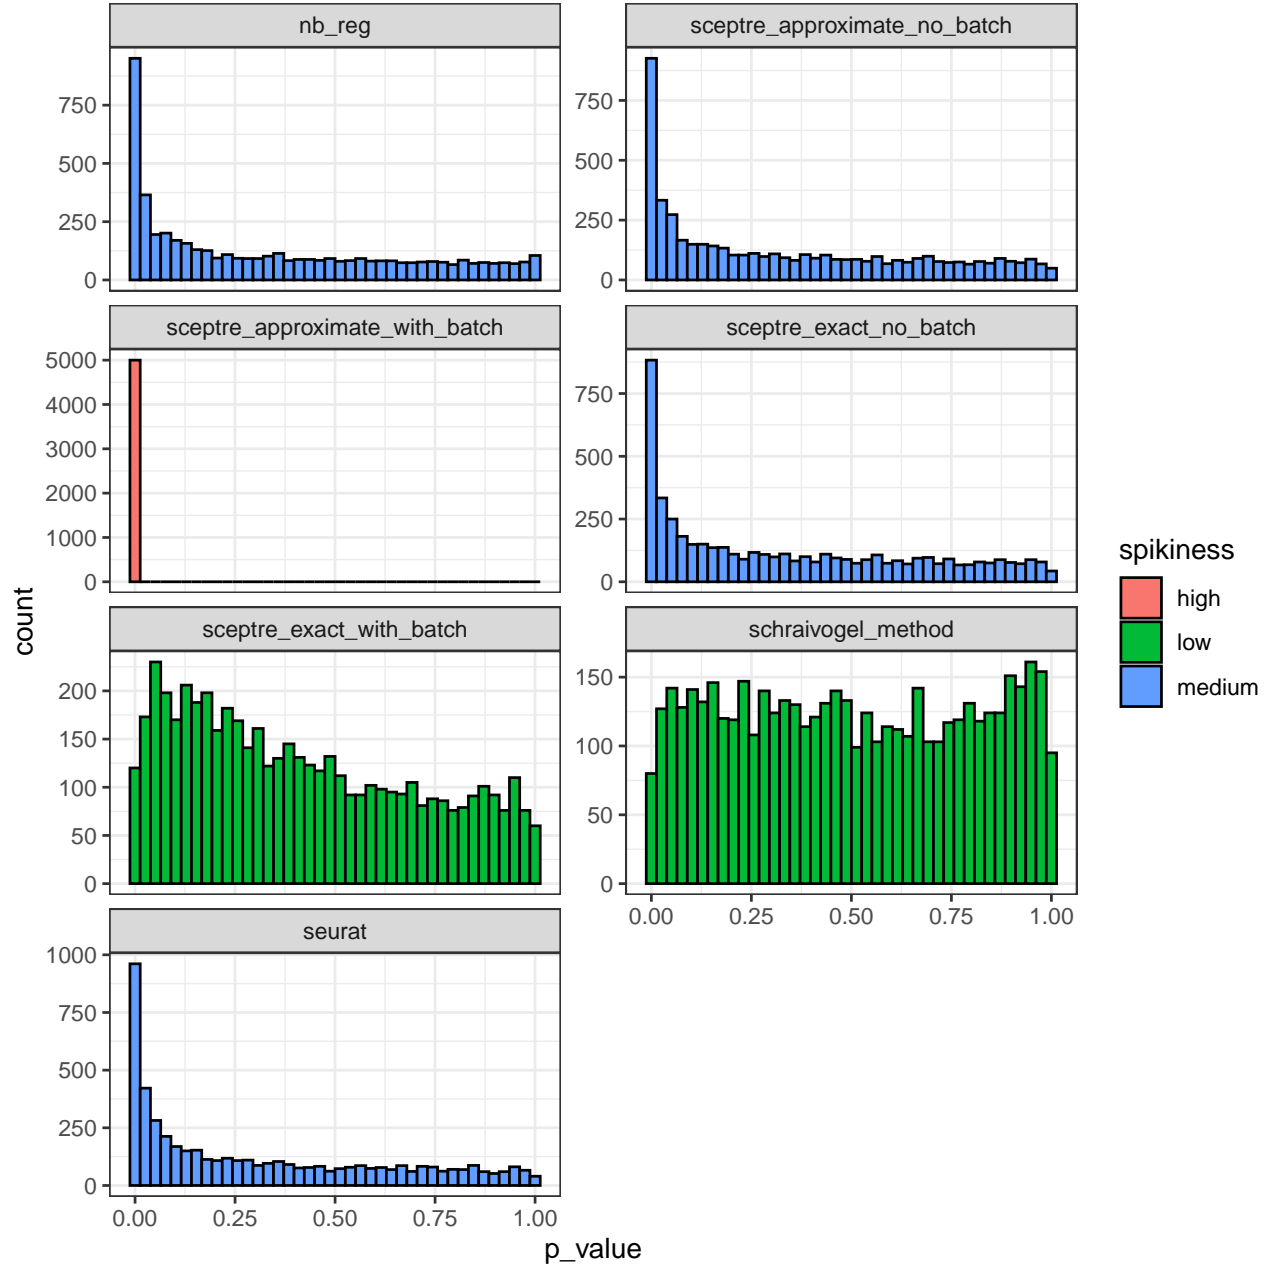 nb_reg
750
500
250
0
sceptre_approximate_no_batch
750
500
250
0
sceptre_approximate_with_batch
5000
4000
3000
2000
1000
0
sceptre_exact_no_batch
750
500
250
0
sceptre_exact_with_batch
200
150
100
50
0
schraivogel_method
150
100
50
0
0.00 0.25 0.50 0.75 1.00
seurat
1000
750
500
250
0
0.00 0.25 0.50 0.75 1.00
count
p_value
spikiness
high
low
medium